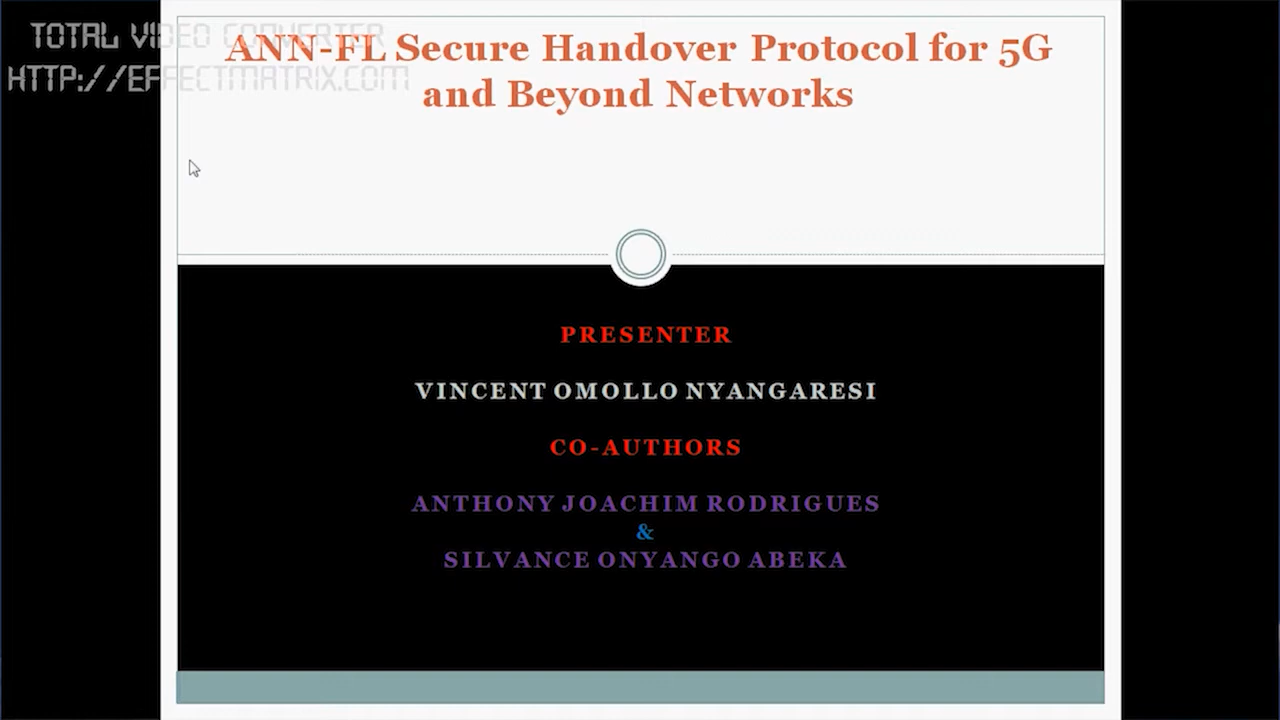 TOTAL VIDEO CONVERTER
HTTP://EFFECTMATRIX.COM
ANN-FL Secure Handover Protocol for 5G
and Beyond Networks
PRESENTER
VINCENT OMOLLO NYANGARESI
CO-AUTHORS
ANTHONY JOACHIM RODRIGUES
&
SILVANCE ONYANGO ABEKA